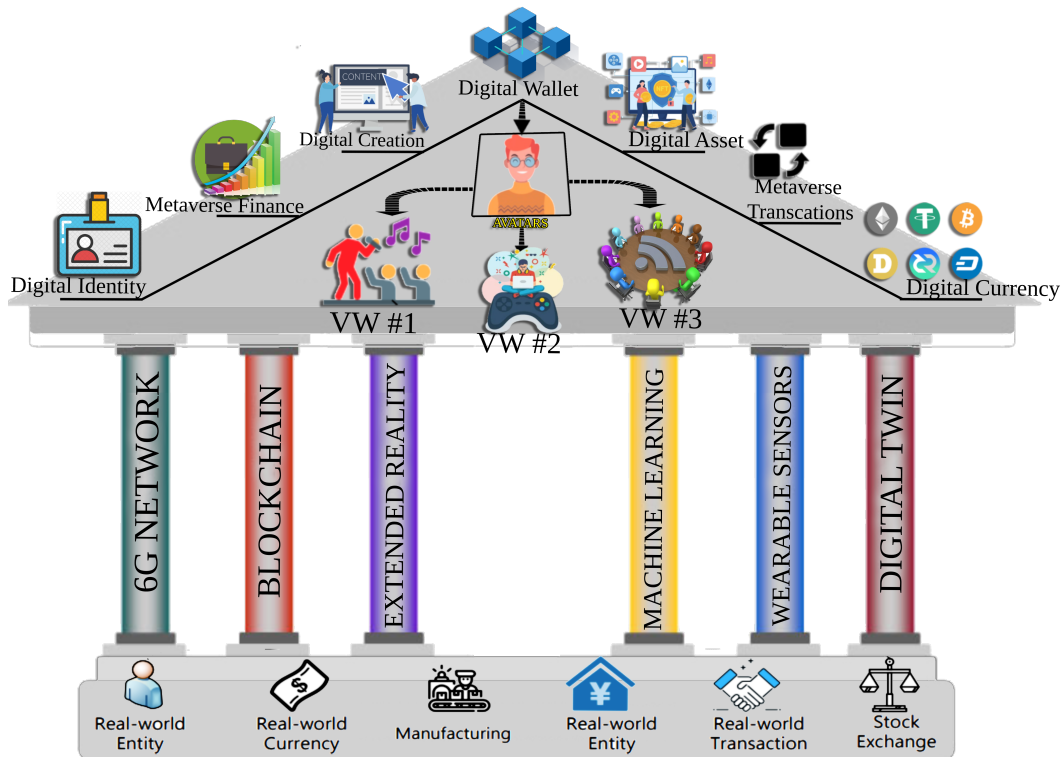 CONTENT
Digital Wallet
Digital Creation
Digital Asset
Metaverse Finance
Metaverse
Transcations
AVATARS
Digital Identity
Digital Currency
VW #1
VW #2
VW #3
6G NETWORK
BLOCKCHAIN
EXTENDED REALITY
MACHINE LEARNING
WEARABLE SENSORS
DIGITAL TWIN
Real-world
Entity
Real-world
Currency
Manufacturing
Real-world
Entity
Real-world
Transaction
Stock
Exchange